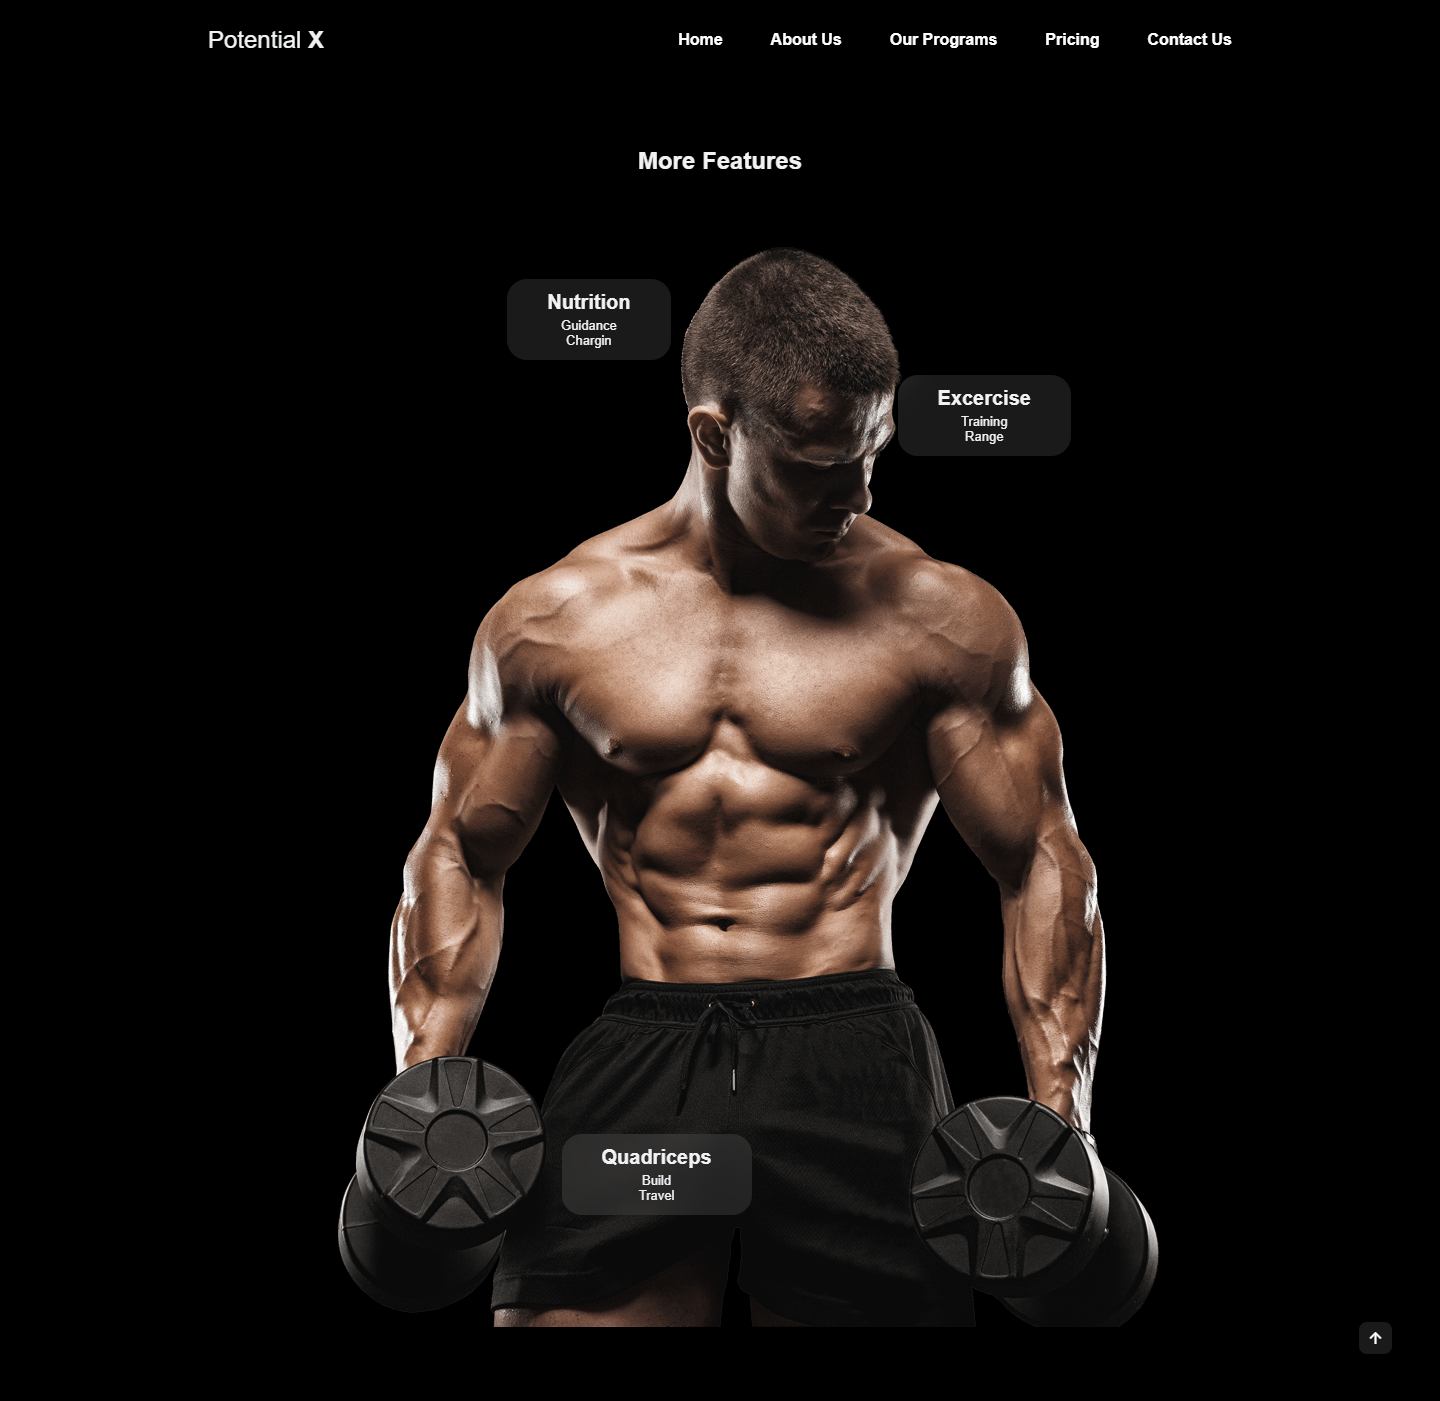 Potential X
Home About Us Our Programs Pricing Contact Us
More Features
Nutrition
Guidance
Chargin
Excercise
Training
Range
Quadriceps
Build
Travel